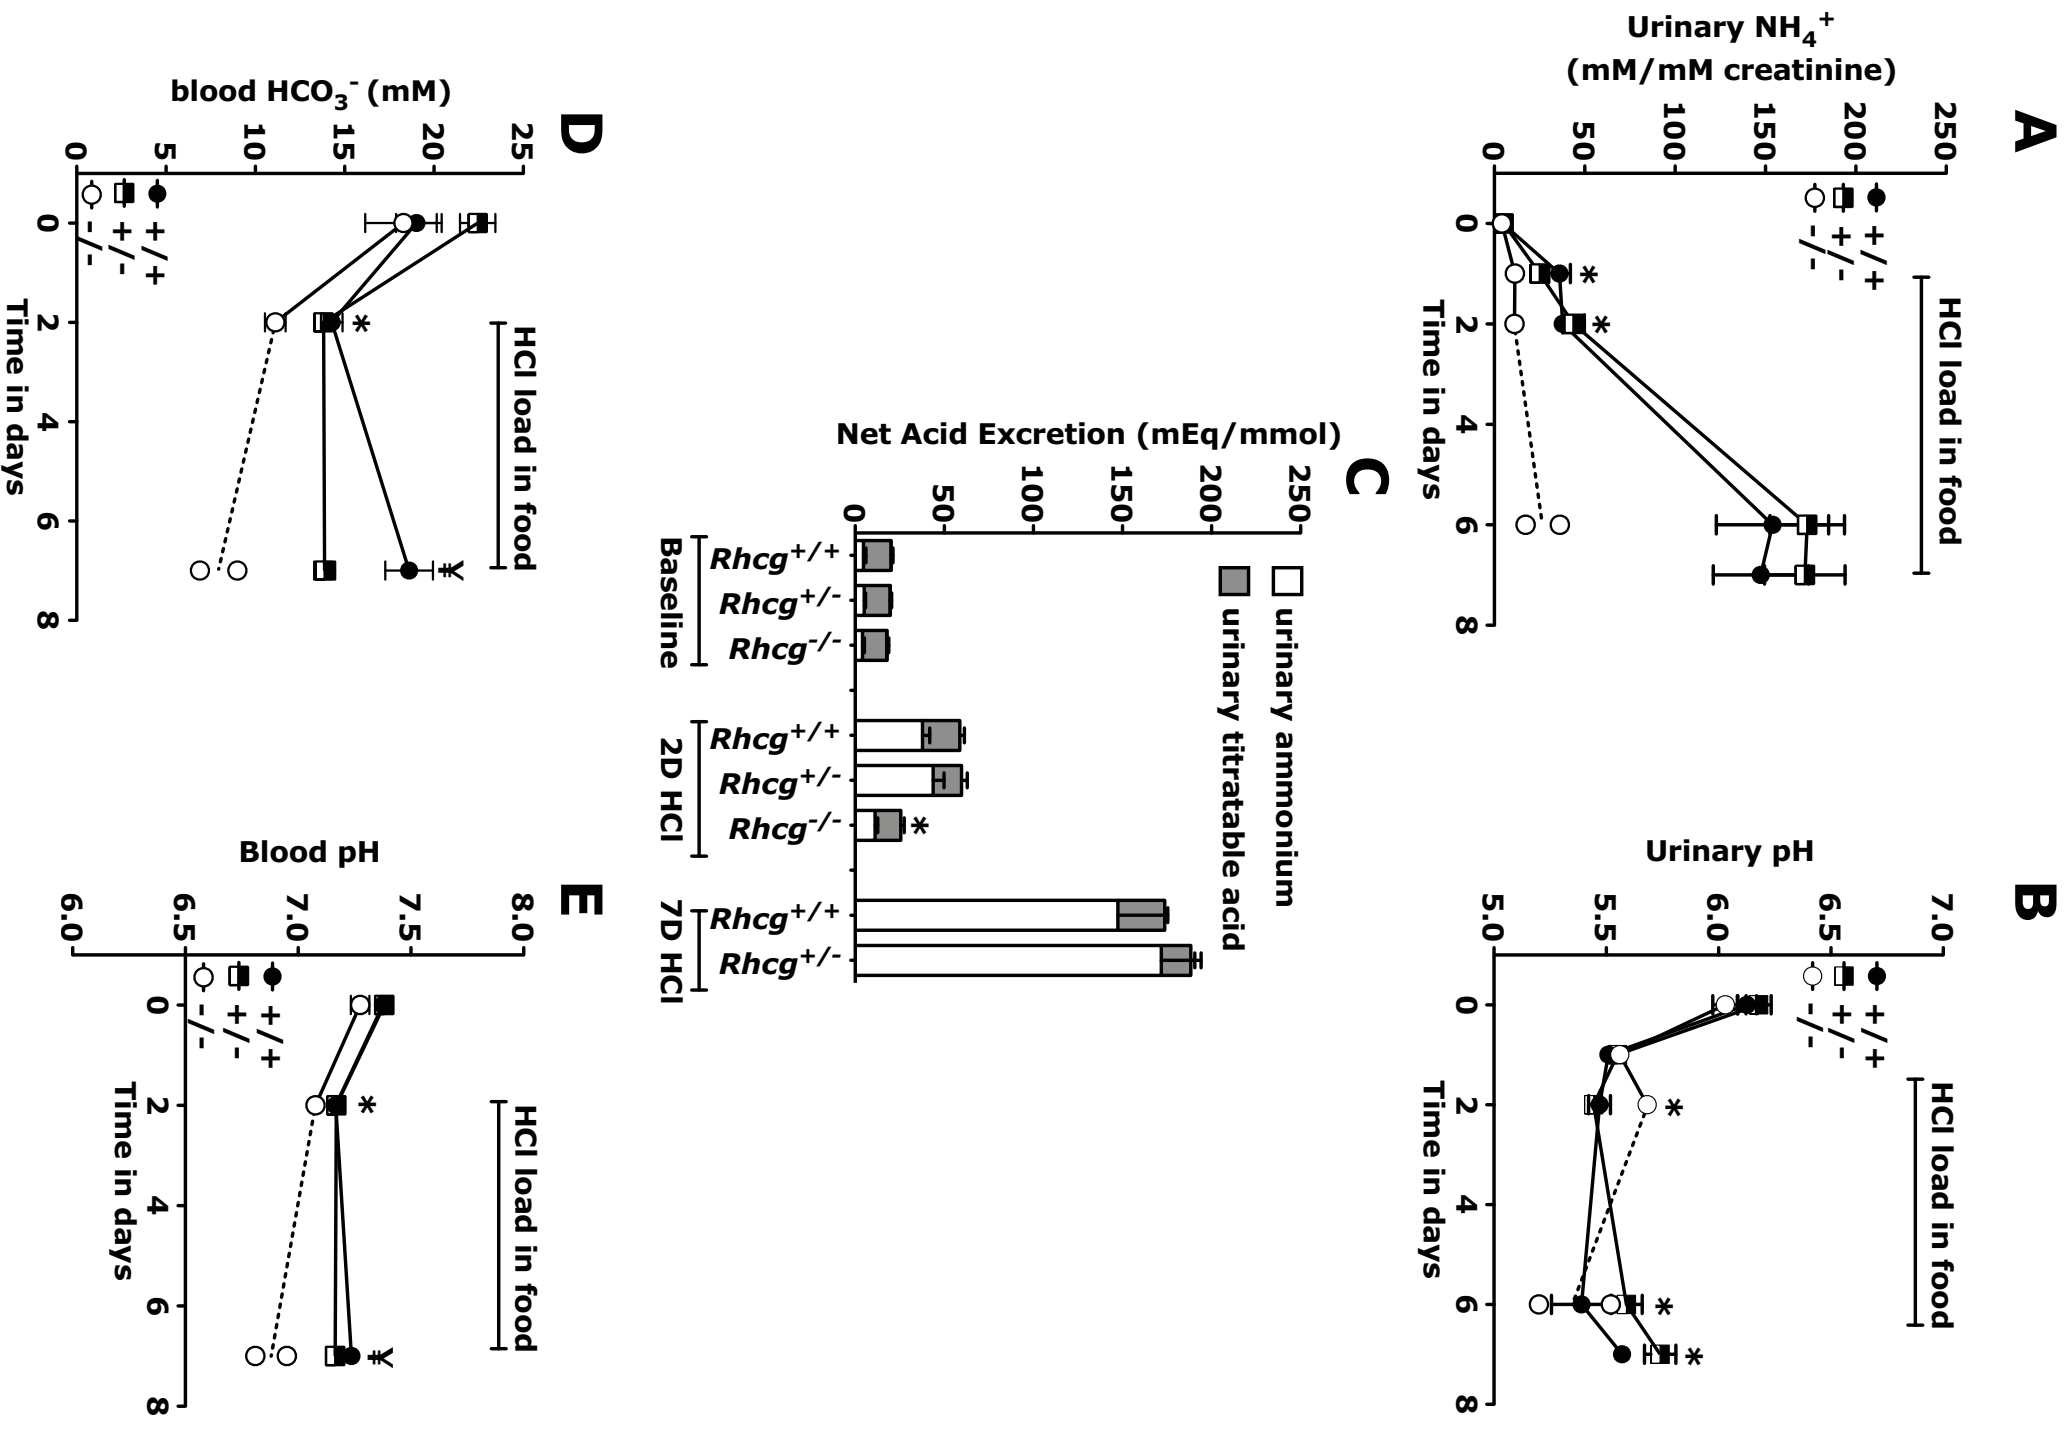 A
Urinary NH4+
(mM/mM creatinine)
250
200
150
100
50
0
+/+
+/-
-/-
HCl load in food
0
2
4
6
8
Time in days
B
Urinary pH
7.0
6.5
6.0
5.5
5.0
+/+
+/-
-/-
HCl load in food
*
*
*
*
*
0
2
4
6
8
Time in days
C
Net Acid Excretion (mEq/mmol)
250
200
150
100
50
0
urinary ammonium
urinary titratable acid
*
Rhcg+/+
Rhcg+/-
Rhcg-/-
Rhcg+/+
Rhcg+/-
Rhcg-/-
Rhcg+/+
Rhcg+/-
Baseline
2D HCl
7D HCl
D
blood HCO3- (mM)
25
20
15
10
5
0
+/+
+/-
-/-
HCl load in food
*
¥
0
2
4
6
8
Time in days
E
Blood pH
8.0
7.5
7.0
6.5
6.0
+/+
+/-
-/-
HCl load in food
*
¥
0
2
4
6
8
Time in days